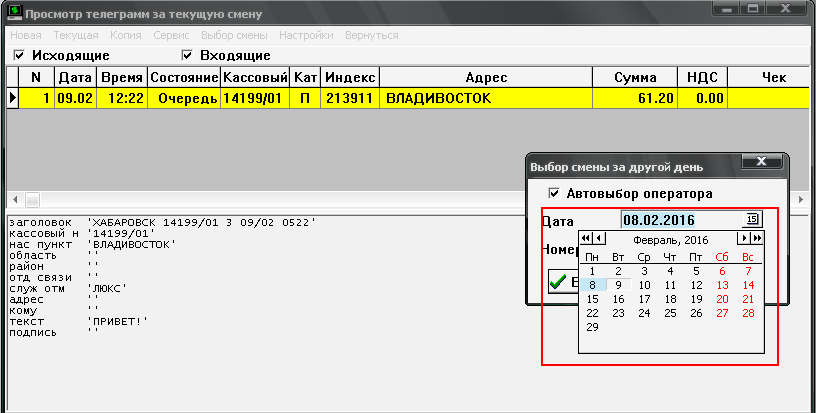 Просмотр телеграмм за текущую смену
Новая Текущая Копия Сервис Выбор смены Настройки Вернуться
Исходящие Входящие
N Дата Время Состояние Кассовый Кат Индекс Адрес Сумма НДС Чек
1 09.02 12:22 Очередь 14199/01 П 213911 ВЛАДИВОСТОК 61.20 0.00
Выбор смены за другой день
Автовыбор оператора
Дата 08.02.2016 15
Февраль, 2016
Пн Вт Ср Чт Пт Сб Вс
1 2 3 4 5 6 7
8 9 10 11 12 13 14
15 16 17 18 19 20 21
22 23 24 25 26 27 28
29
заголовок 'ХАБАРОВСК 14199/01 3 09/02 0522'
кассовый н '14199/01'
нас пункт 'ВЛАДИВОСТОК'
область ''
район ''
отд связи ''
служ отм 'ЛЮКС'
адрес ''
кому ''
текст 'ПРИВЕТ!'
подпись ''